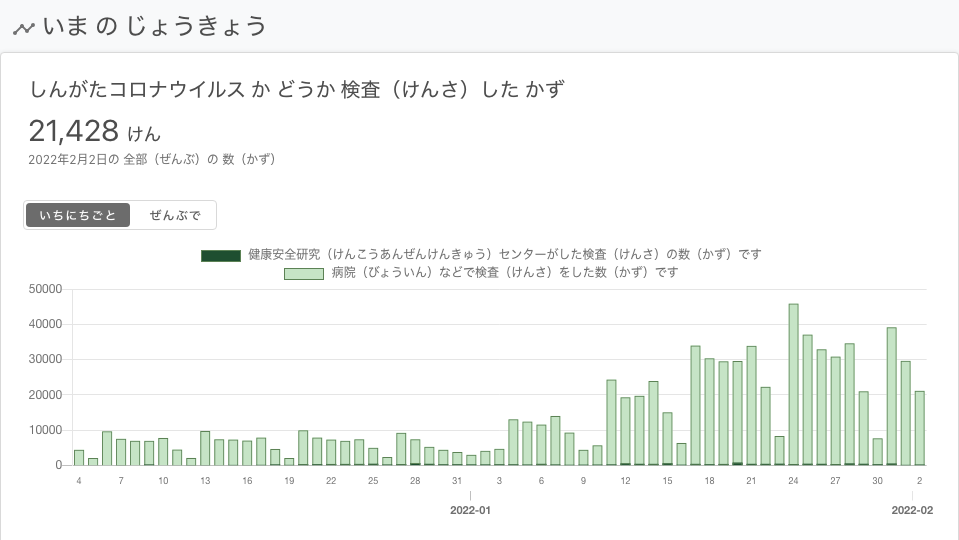 いま の じょうきょう
しんがたコロナウイルス か どうか 検査（けんさ）した かず
21,428 けん
2022年2月2日の 全部（ぜんぶ）の 数（かず）
いちにちごと ぜんぶで
健康安全研究（けんこうあんぜんけんきゅう）センターがした検査（けんさ）の数（かず）です
病院（びょういん）などで検査（けんさ）をした数（かず）です
50000
40000
30000
20000
10000
0
4 7 10 13 16 19 22 25 28 31 3 6 9 12 15 18 21 24 27 30 2
2022-01 2022-02